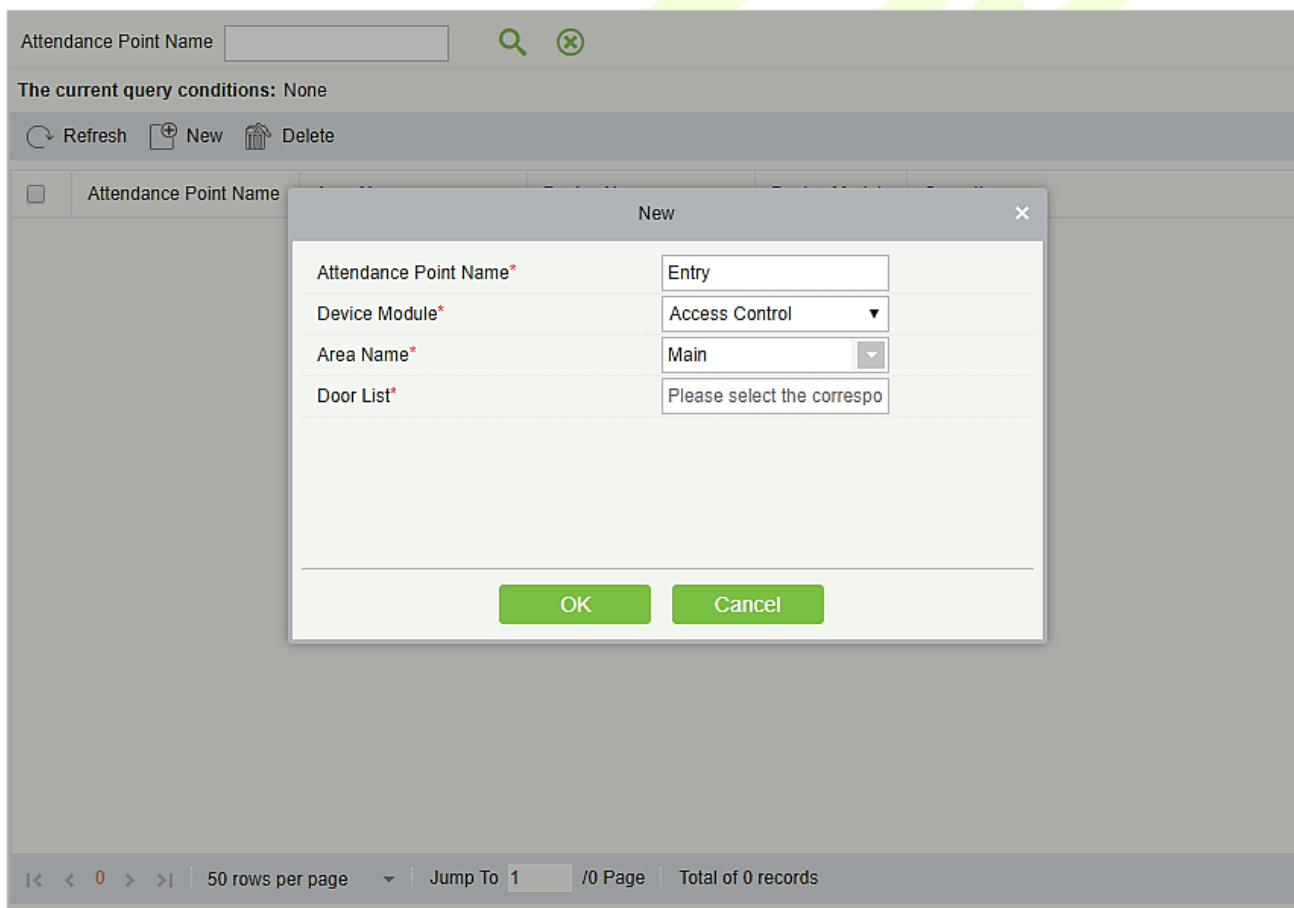 Attendance Point Name
The current query conditions: None
Refresh New Delete
Attendance Point Name
New
Attendance Point Name* Entry
Device Module* Access Control
Area Name* Main
Door List* Please select the correspo
OK Cancel
0 50 rows per page Jump To 1 /0 Page Total of 0 records